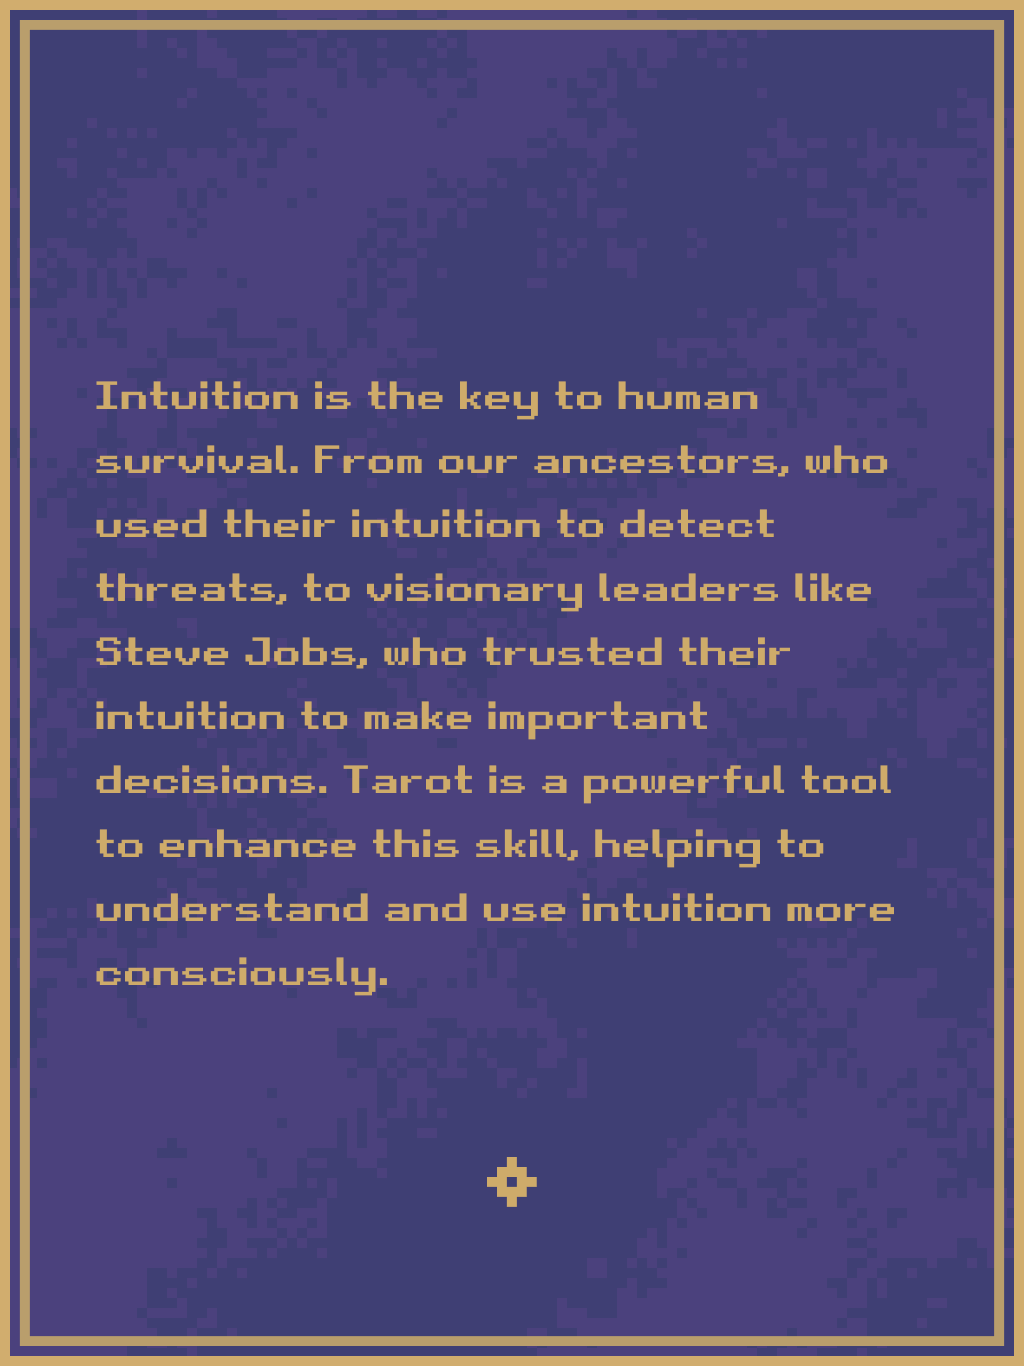 Intuition is the key to human
survival. From our ancestors, who
used their intuition to detect
threats, to visionary leaders like
Steve Jobs, who trusted their
intuition to make important
decisions. Tarot is a powerful tool
to enhance this skill, helping to
understand and use intuition more
consciously.